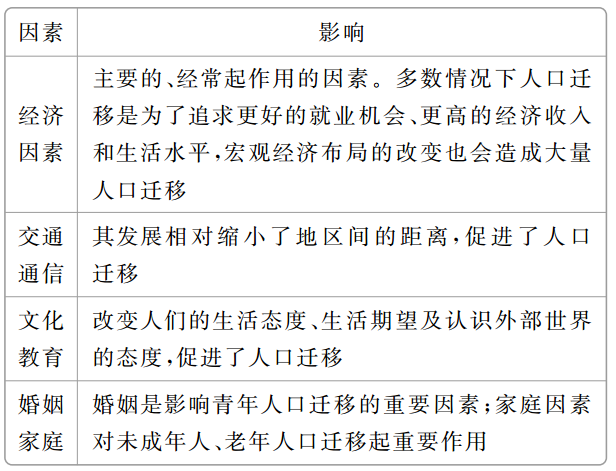 因素 影响
经济因素 主要的、经常起作用的因素。多数情况下人口迁
移是为了追求更好的就业机会、更高的经济收入
和生活水平,宏观经济布局的改变也会造成大量
人口迁移
交通通信 其发展相对缩小了地区间的距离,促进了人口
迁移
文化教育 改变人们的生活态度、生活期望及认识外部世界
的态度,促进了人口迁移
婚姻家庭 婚姻是影响青年人口迁移的重要因素;家庭因素
对未成年人、老年人口迁移起重要作用